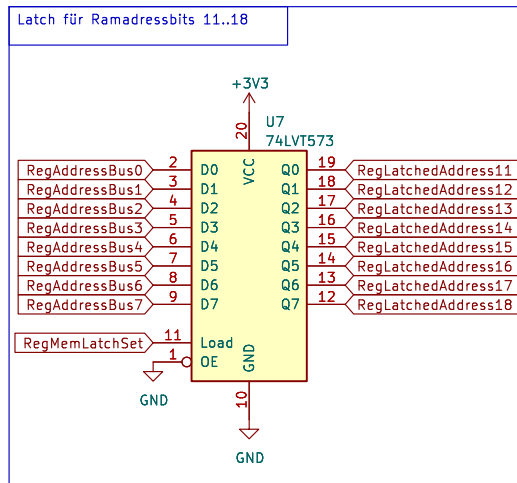 Latch für Ramadressbits 11..18
+3V3
U7
74LVT573
20
VCC
RegAddressBus0 2 D0 Q0 19 RegLatchedAddress11
RegAddressBus1 3 D1 Q1 18 RegLatchedAddress12
RegAddressBus2 4 D2 Q2 17 RegLatchedAddress13
RegAddressBus3 5 D3 Q3 16 RegLatchedAddress14
RegAddressBus4 6 D4 Q4 15 RegLatchedAddress15
RegAddressBus5 7 D5 Q5 14 RegLatchedAddress16
RegAddressBus6 8 D6 Q6 13 RegLatchedAddress17
RegAddressBus7 9 D7 Q7 12 RegLatchedAddress18
RegMemLatchSet 11 Load
1 OE
GND
GND
10
GND